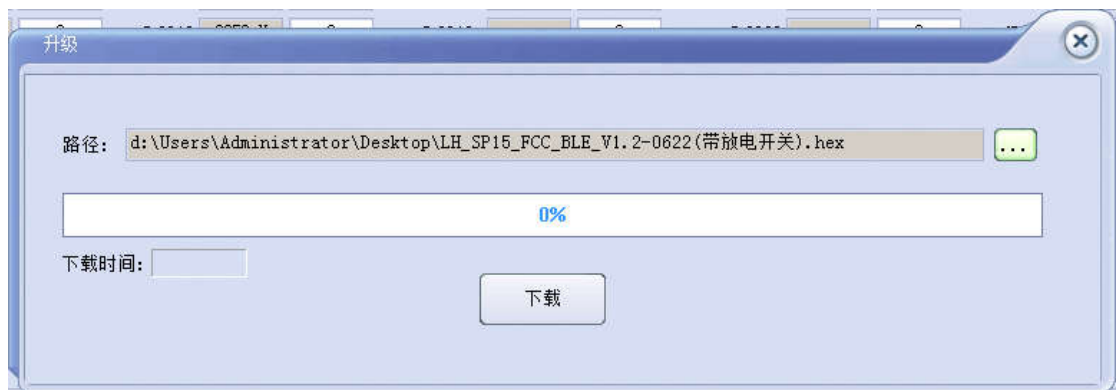 升级
路径： d:\Users\Administrator\Desktop\LH_SP15_FCC_BLE_V1.2-0622(带放电开关).hex ...
0%
下载时间：
下载